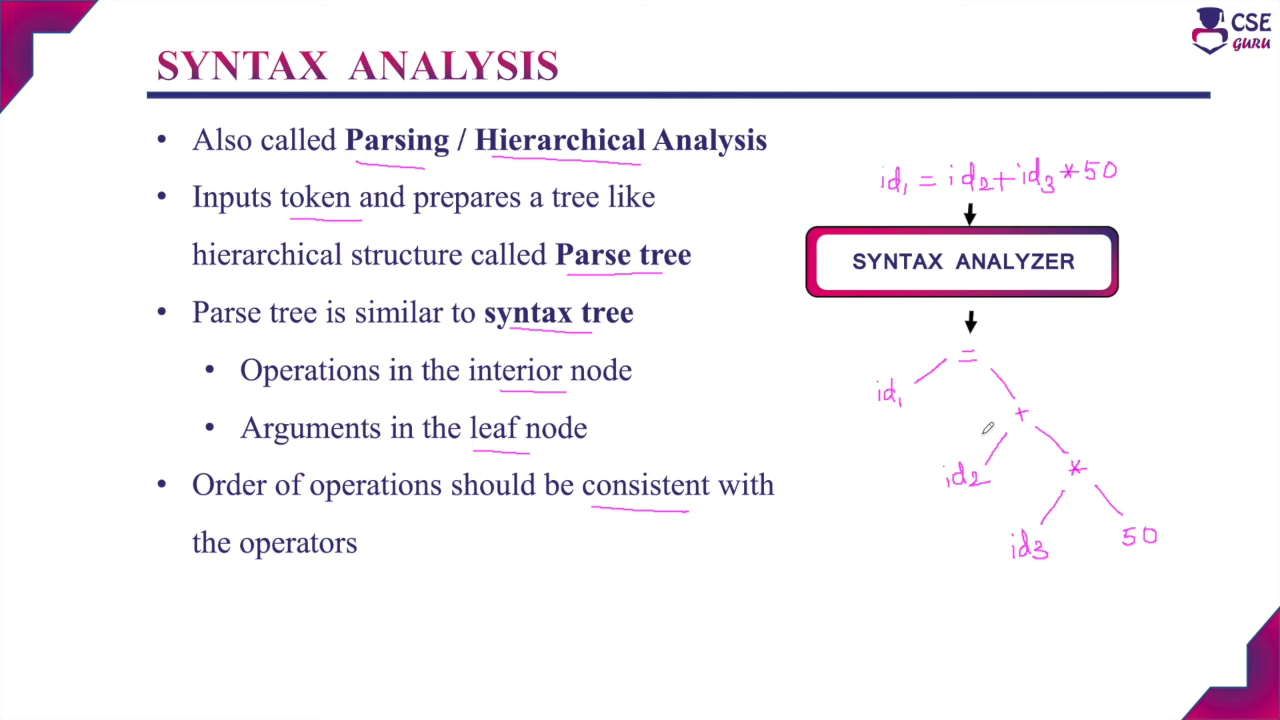 CSE
GURU
SYNTAX ANALYSIS
• Also called Parsing / Hierarchical Analysis
• Inputs token and prepares a tree like
hierarchical structure called Parse tree
• Parse tree is similar to syntax tree
• Operations in the interior node
• Arguments in the leaf node
• Order of operations should be consistent with
the operators
id₁ = id₂ + id₃ * 50
SYNTAX ANALYZER
=
id₁
+
id₂
*
id₃
50